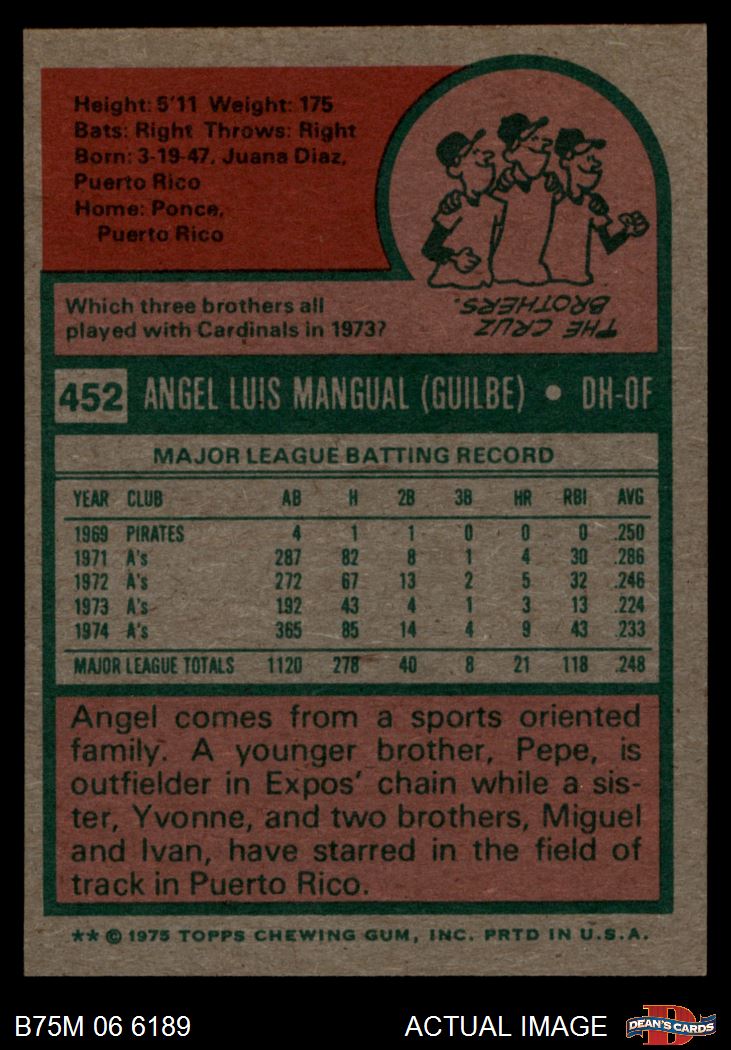 Height: 5'11 Weight: 175
Bats: Right Throws: Right
Born: 3-19-47, Juana Diaz,
Puerto Rico
Home: Ponce,
Puerto Rico
THE CRUZ
BROTHERS.
Which three brothers all
played with Cardinals in 1973?
452 ANGEL LUIS MANGUAL (GUILBE) • DH-OF
MAJOR LEAGUE BATTING RECORD
YEAR CLUB AB H 2B 3B HR RBI AVG
1969 PIRATES 4 1 1 0 0 0 .250
1971 A's 287 82 8 1 4 30 .286
1972 A's 272 67 13 2 5 32 .246
1973 A's 192 43 4 1 3 13 .224
1974 A's 365 85 14 4 9 43 .233
MAJOR LEAGUE TOTALS 1120 278 40 8 21 118 .248
Angel comes from a sports oriented
family. A younger brother, Pepe, is
outfielder in Expos' chain while a sis-
ter, Yvonne, and two brothers, Miguel
and Ivan, have starred in the field of
track in Puerto Rico.
** © 1975 TOPPS CHEWING GUM, INC. PRTD IN U.S.A.
B75M 06 6189 ACTUAL IMAGE DEAN'S CARDS